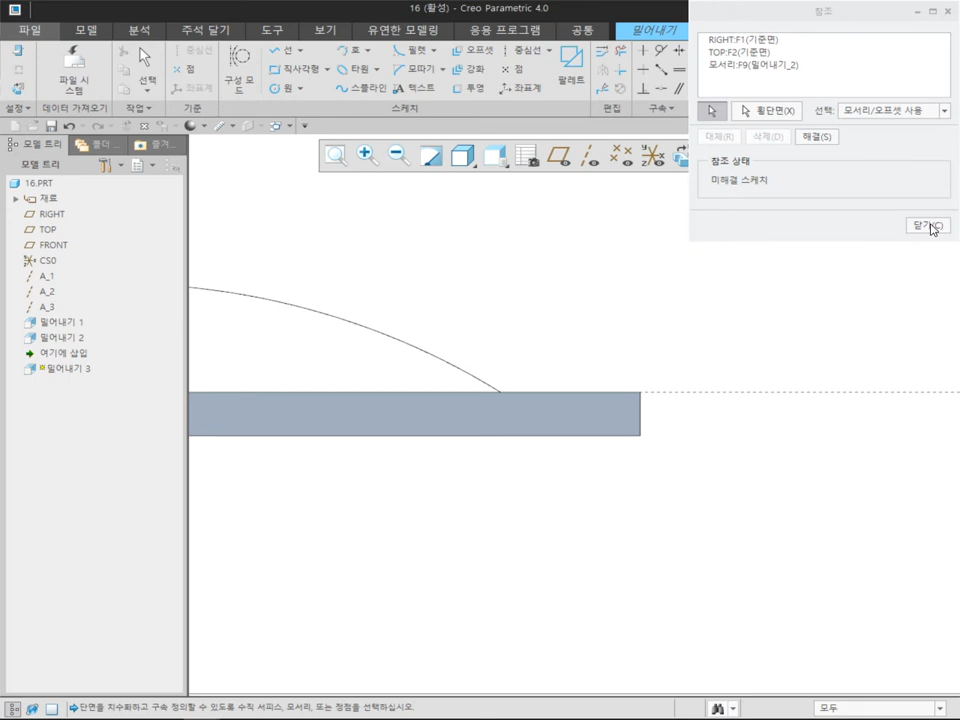 16 (활성) - Creo Parametric 4.0
참조
파일 모델 분석 주석 달기 도구 보기 유연한 모델링 응용 프로그램 공통 밀어내기
RIGHT:F1(기준면)
TOP:F2(기준면)
모서리:F9(밀어내기_2)
중심선 선 호 필렛 오프셋 중심선
파일 시스템 선택 점 구성 모드 직사각형 타원 모따기 두껍게 점 팔레트
좌표계 원 스플라인 텍스트 투영 좌표계
설정 데이터 가져오기 작업 기준 스케치 편집 구속
횡단면(X) 선택: 모서리/오프셋 사용
대체(R) 삭제(D) 해결(S)
참조 상태
미해결 스케치
닫기(C)
모델 트리 폴더 즐겨...
모델 트리
16.PRT
재료
RIGHT
TOP
FRONT
CS0
A_1
A_2
A_3
밀어내기 1
밀어내기 2
여기에 삽입
밀어내기 3
단면을 치수화하고 구속 정의할 수 있도록 수직 서피스, 모서리, 또는 정점을 선택하십시오.
모두